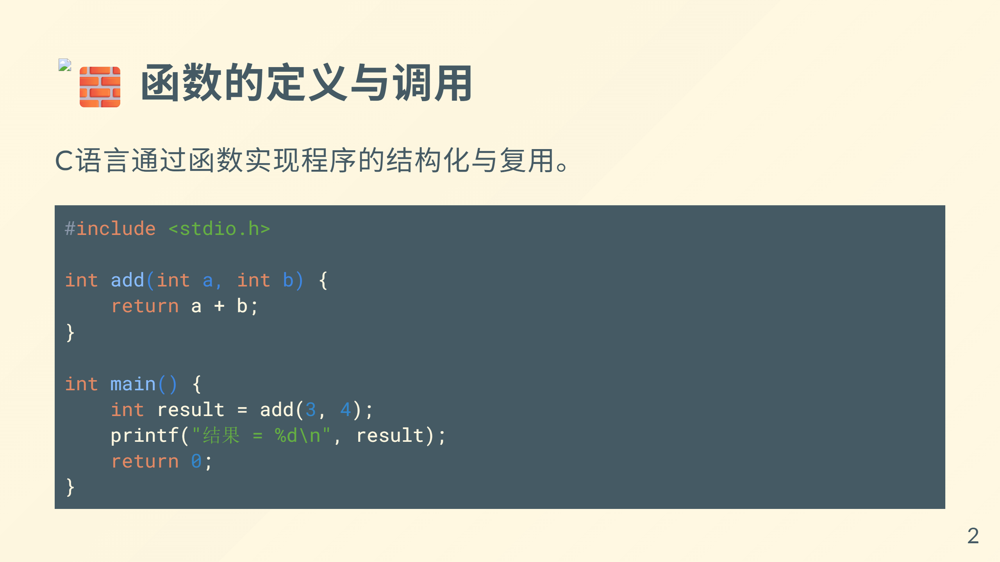 函数的定义与调用
C语言通过函数实现程序的结构化与复用。
#include <stdio.h>
int add(int a, int b) {
    return a + b;
}
int main() {
    int result = add(3, 4);
    printf("结果 = %d\n", result);
    return 0;
}
2